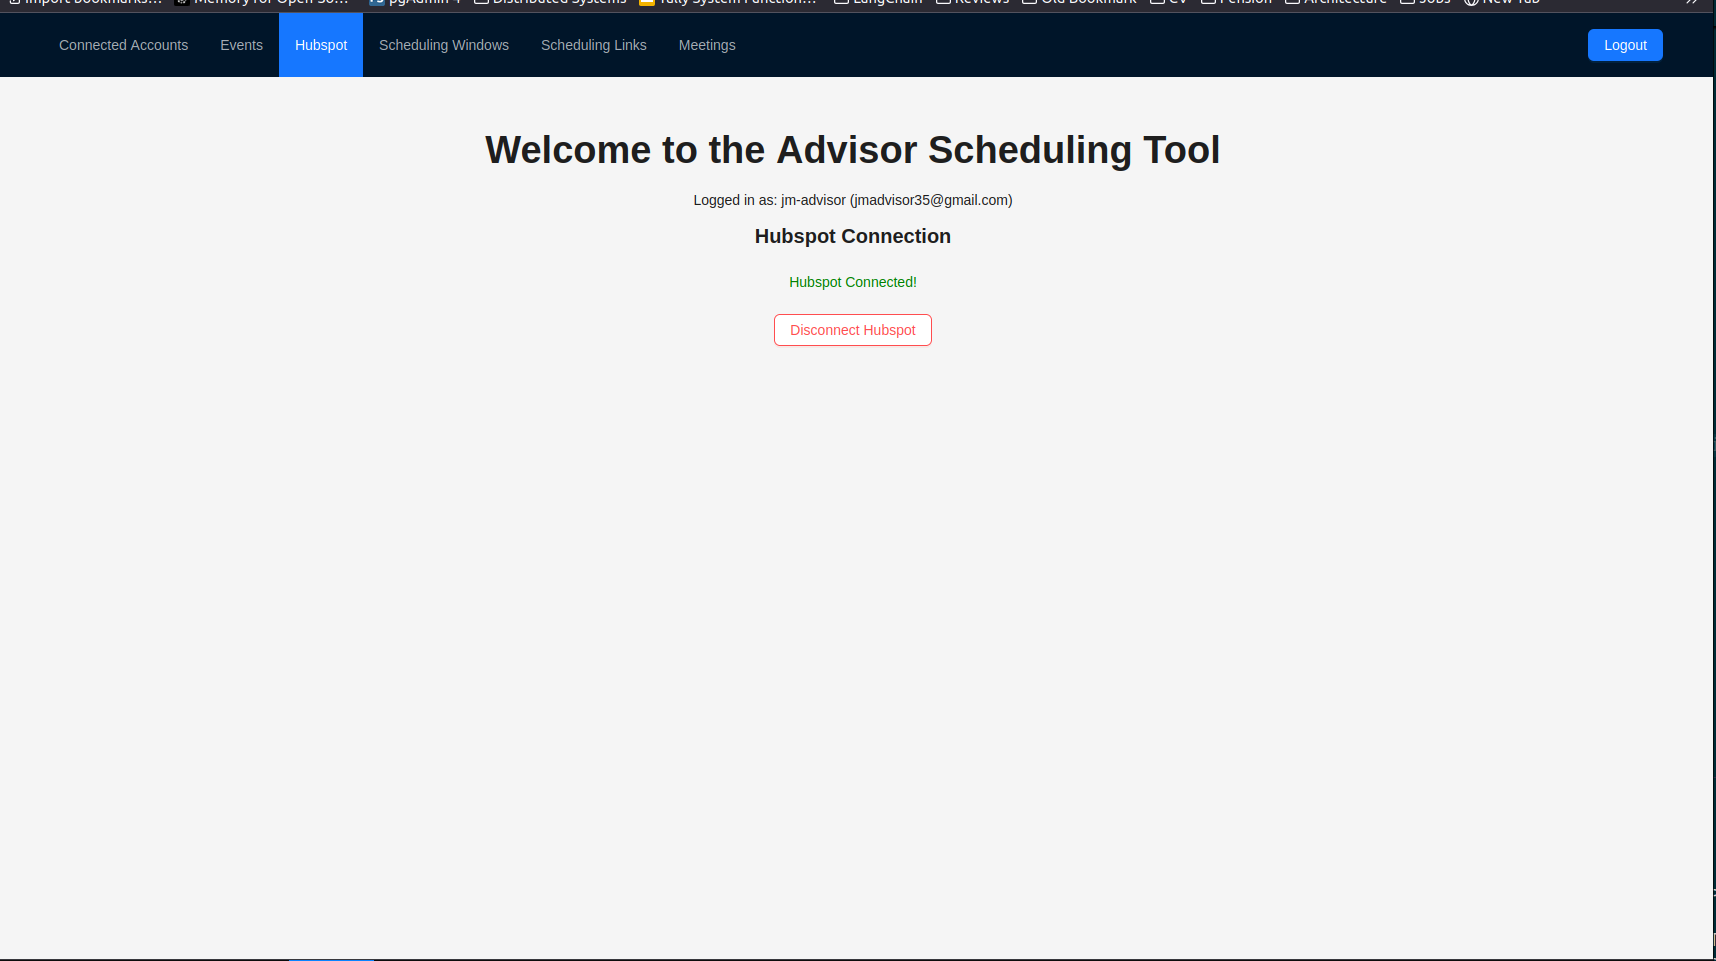 Import bookmarks... Memory for Open So... pgAdmin 4 Distributed Systems Tally System Function... LangChain Reviews Old Bookmark CV Pension Architecture Jobs New Tab
Connected Accounts Events Hubspot Scheduling Windows Scheduling Links Meetings Logout
Welcome to the Advisor Scheduling Tool
Logged in as: jm-advisor (jmadvisor35@gmail.com)
Hubspot Connection
Hubspot Connected!
Disconnect Hubspot